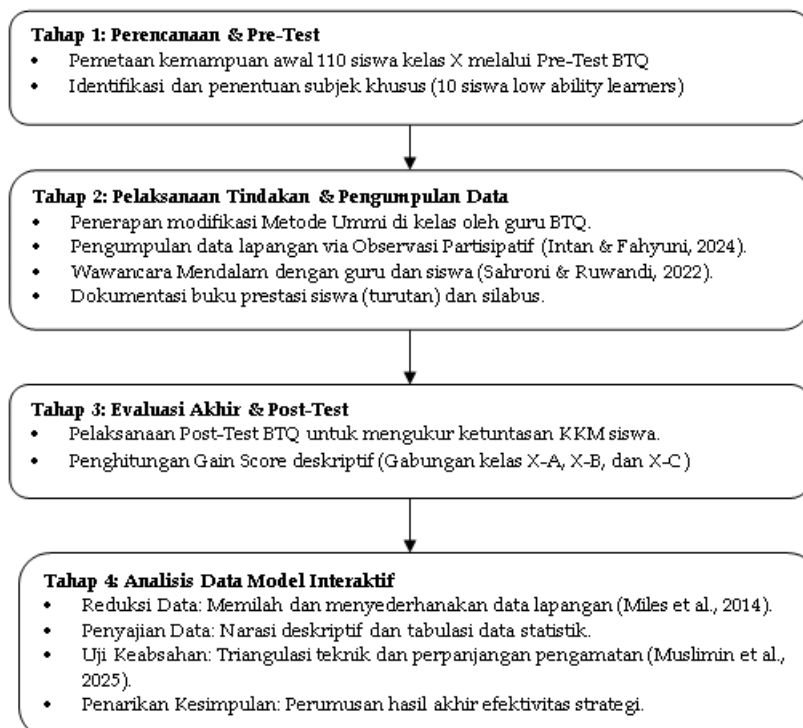 Tahap 1: Perencanaan & Pre-Test
• Pemetaan kemampuan awal 110 siswa kelas X melalui Pre-Test BTQ
• Identifikasi dan penentuan subjek khusus (10 siswa low ability learners)
Tahap 2: Pelaksanaan Tindakan & Pengumpulan Data
• Penerapan modifikasi Metode Ummi di kelas oleh guru BTQ.
• Pengumpulan data lapangan via Observasi Partisipatif (Intan & Fahyuni, 2024).
• Wawancara Mendalam dengan guru dan siswa (Sahroni & Ruwandi, 2022).
• Dokumentasi buku prestasi siswa (turutan) dan silabus.
Tahap 3: Evaluasi Akhir & Post-Test
• Pelaksanaan Post-Test BTQ untuk mengukur ketuntasan KKM siswa.
• Penghitungan Gain Score deskriptif (Gabungan kelas X-A, X-B, dan X-C)
Tahap 4: Analisis Data Model Interaktif
• Reduksi Data: Memilah dan menyederhanakan data lapangan (Miles et al., 2014).
• Penyajian Data: Narasi deskriptif dan tabulasi data statistik.
• Uji Keabsahan: Triangulasi teknik dan perpanjangan pengamatan (Muslimin et al.,
2025).
• Penarikan Kesimpulan: Perumusan hasil akhir efektivitas strategi.